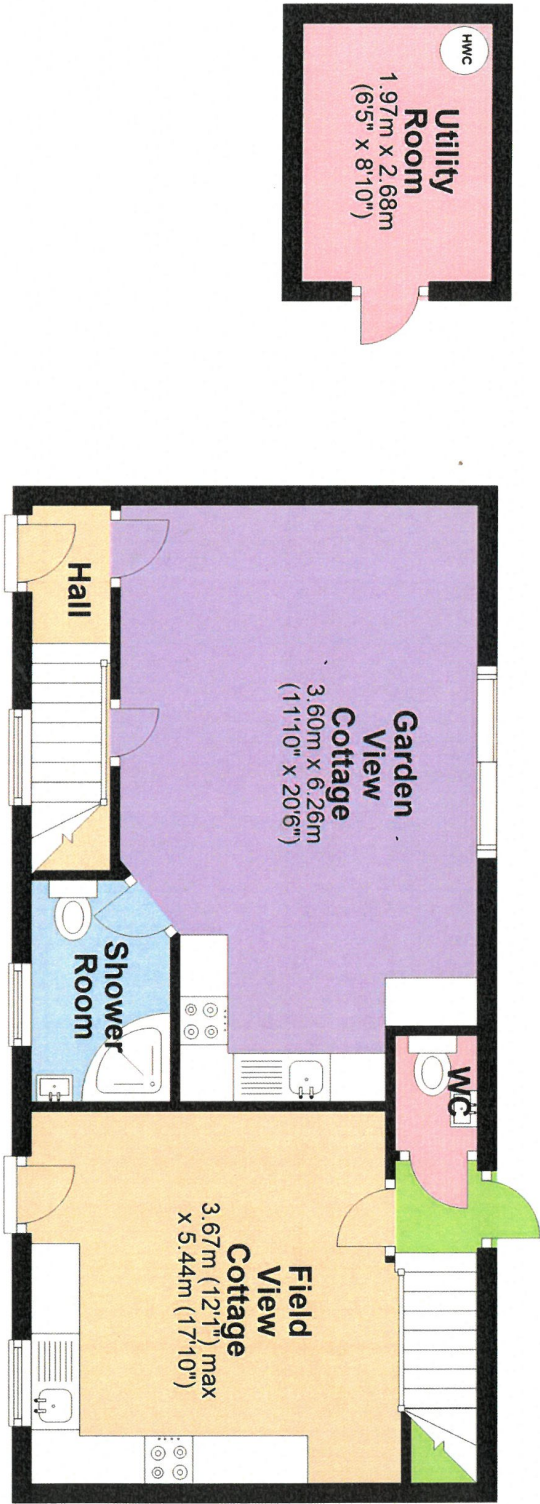 HWC
Utility
Room
1.97m x 2.68m
(6'5" x 8'10")
Hall
Garden
View
Cottage
3.60m x 6.26m
(11'10" x 20'6")
Shower
Room
WC
Field
View
Cottage
3.67m (12'1") max
x 5.44m (17'10")